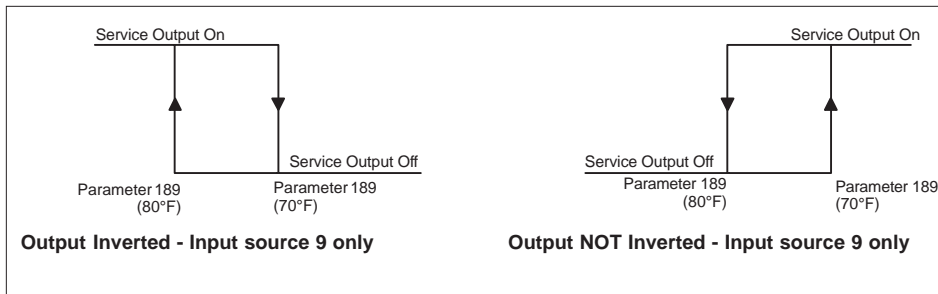 Service Output On
Service Output On
Service Output Off
Service Output Off
Parameter 189
(80°F)
Parameter 189
(70°F)
Parameter 189
(80°F)
Parameter 189
(70°F)
Output Inverted - Input source 9 only
Output NOT Inverted - Input source 9 only